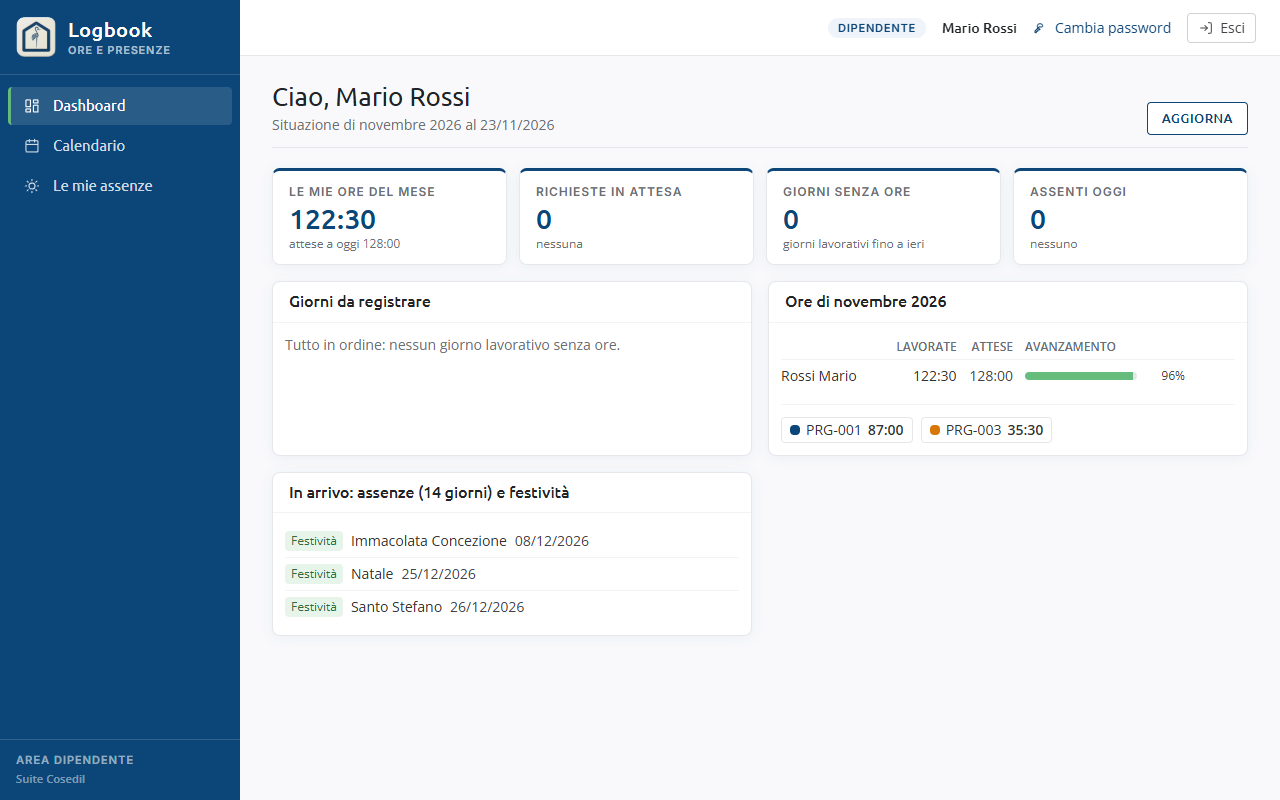 Logbook
ORE E PRESENZE
Dashboard
Calendario
Le mie assenze
AREA DIPENDENTE
Suite Cosedil
DIPENDENTE Mario Rossi Cambia password Esci
Ciao, Mario Rossi
Situazione di novembre 2026 al 23/11/2026
AGGIORNA
LE MIE ORE DEL MESE
122:30
attese a oggi 128:00
RICHIESTE IN ATTESA
0
nessuna
GIORNI SENZA ORE
0
giorni lavorativi fino a ieri
ASSENTI OGGI
0
nessuno
Giorni da registrare
Tutto in ordine: nessun giorno lavorativo senza ore.
Ore di novembre 2026
LAVORATE ATTESE AVANZAMENTO
Rossi Mario 122:30 128:00 96%
PRG-001 87:00 PRG-003 35:30
In arrivo: assenze (14 giorni) e festività
Festività Immacolata Concezione 08/12/2026
Festività Natale 25/12/2026
Festività Santo Stefano 26/12/2026